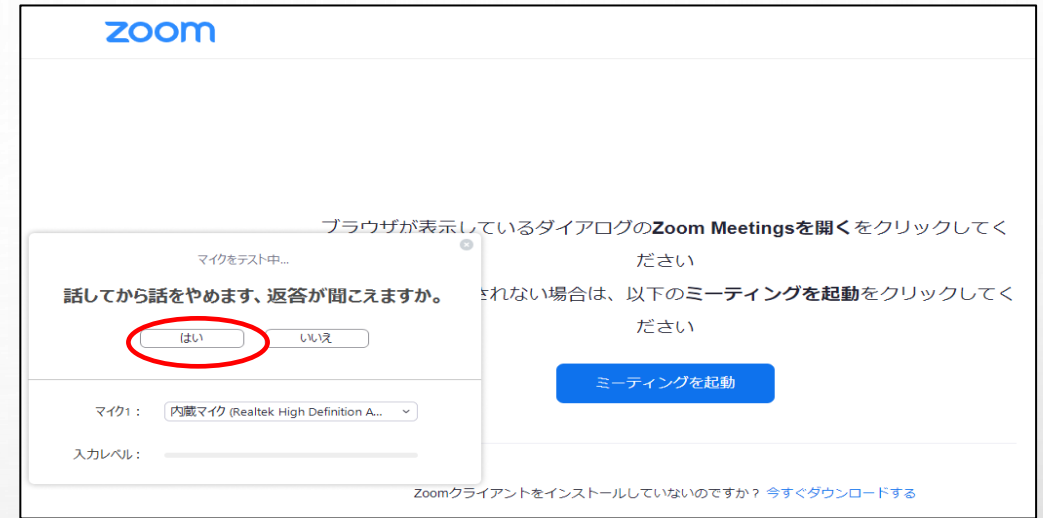 zoom
ブラウザが表示しているダイアログのZoom Meetingsを開くをクリックしてく
ださい
されない場合は、以下のミーティングを起動をクリックしてく
ださい
ミーティングを起動
マイクをテスト中...
話してから話をやめます、返答が聞こえますか。
はい
いいえ
マイク1：
内蔵マイク (Realtek High Definition A...
入力レベル：
Zoomクライアントをインストールしていないのですか？ 今すぐダウンロードする